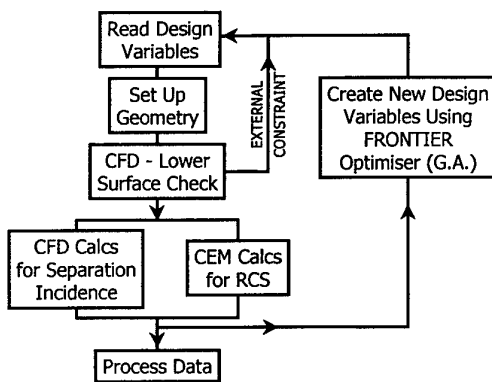 Read Design
Variables
Set Up
Geometry
CFD - Lower
Surface Check
EXTERNAL
CONSTRAINT
Create New Design
Variables Using
FRONTIER
Optimiser (G.A.)
CFD Calcs
for Separation
Incidence
CEM Calcs
for RCS
Process Data